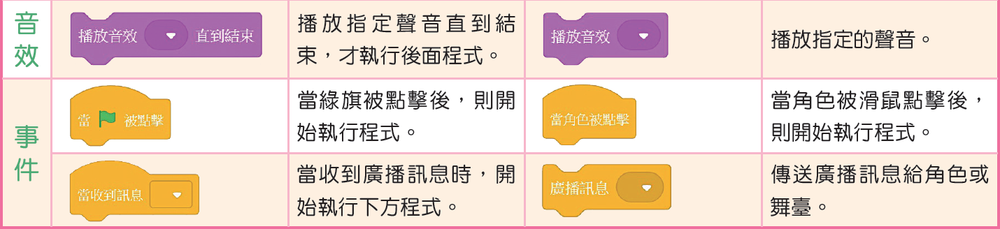 音效
播放音效 直到結束
播放指定聲音直到結
束，才執行後面程式。
播放音效
播放指定的聲音。
事件
當 被點擊
當綠旗被點擊後，則開
始執行程式。
當角色被點擊
當角色被滑鼠點擊後，
則開始執行程式。
當收到訊息
當收到廣播訊息時，開
始執行下方程式。
廣播訊息
傳送廣播訊息給角色或
舞臺。